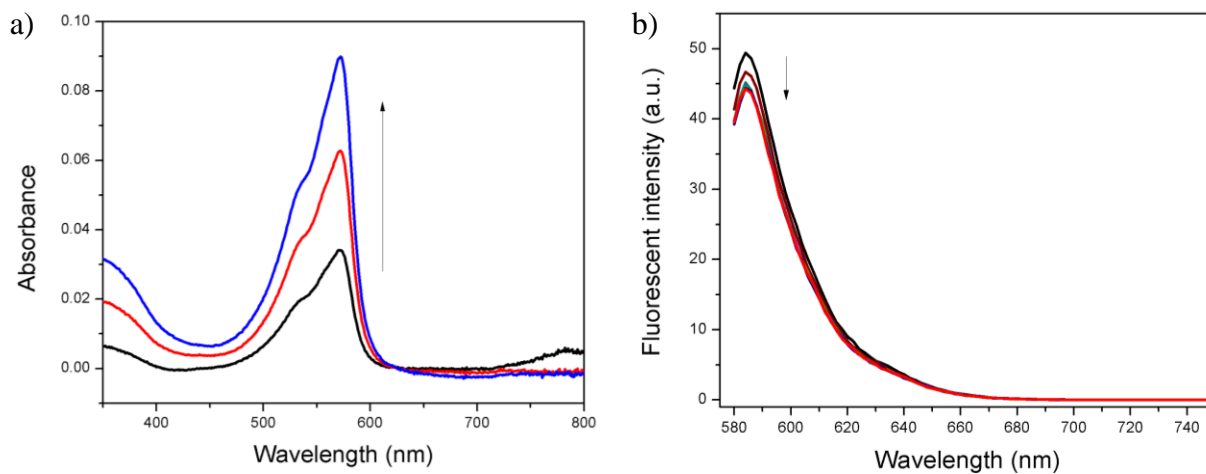 a)
0.10
0.08
0.06
0.04
0.02
0.00
Absorbance
400 500 600 700 800
Wavelength (nm)
b)
50
40
30
20
10
0
Fluorescent intensity (a.u.)
580 600 620 640 660 680 700 720 740
Wavelength (nm)